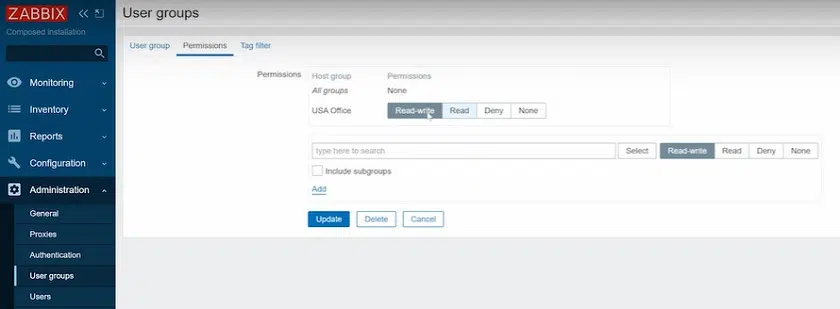 ZABBIX
Composed installation
Monitoring
Inventory
Reports
Configuration
Administration
General
Proxies
Authentication
User groups
Users
User groups
User group Permissions Tag filter
Permissions Host group Permissions
All groups None
USA Office Read-write Read Deny None
type here to search Select Read-write Read Deny None
Include subgroups
Add
Update Delete Cancel